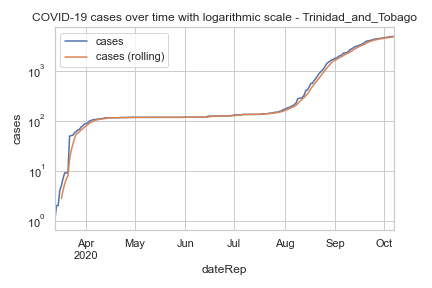 COVID-19 cases over time with logarithmic scale - Trinidad_and_Tobago
cases
cases (rolling)
cases
10³
10²
10¹
10⁰
Apr
2020
May
Jun
Jul
Aug
Sep
Oct
dateRep